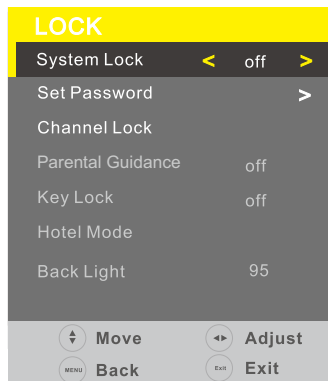 LOCK
System Lock < off >
Set Password >
Channel Lock
Parental Guidance off
Key Lock off
Hotel Mode
Back Light 95
Move Adjust
MENU Back Exit Exit